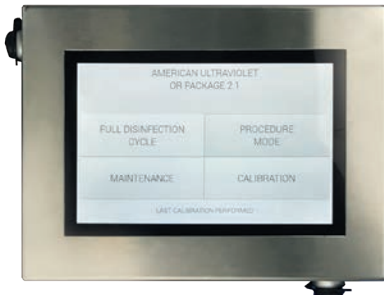 AMERICAN ULTRAVIOLET
OR PACKAGE 2.1
FULL DISINFECTION
CYCLE
PROCEDURE
MODE
MAINTENANCE
CALIBRATION
LAST CALIBRATION PERFORMED